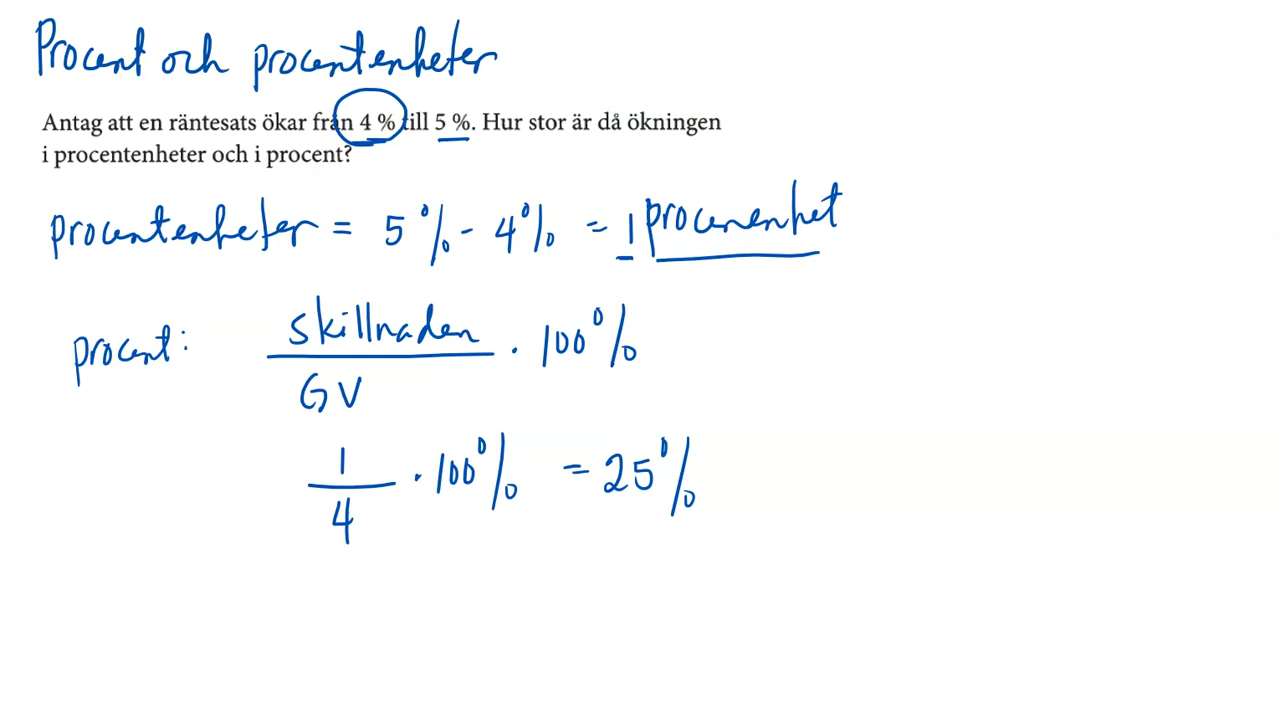 Procent och procentenheter
Antag att en räntesats ökar från 4 % till 5 %. Hur stor är då ökningen
i procentenheter och i procent?
procentenheter = 5 % - 4 % = 1 procenenhet
procent: skillnaden / GV · 100 %
1 / 4 · 100 % = 25 %